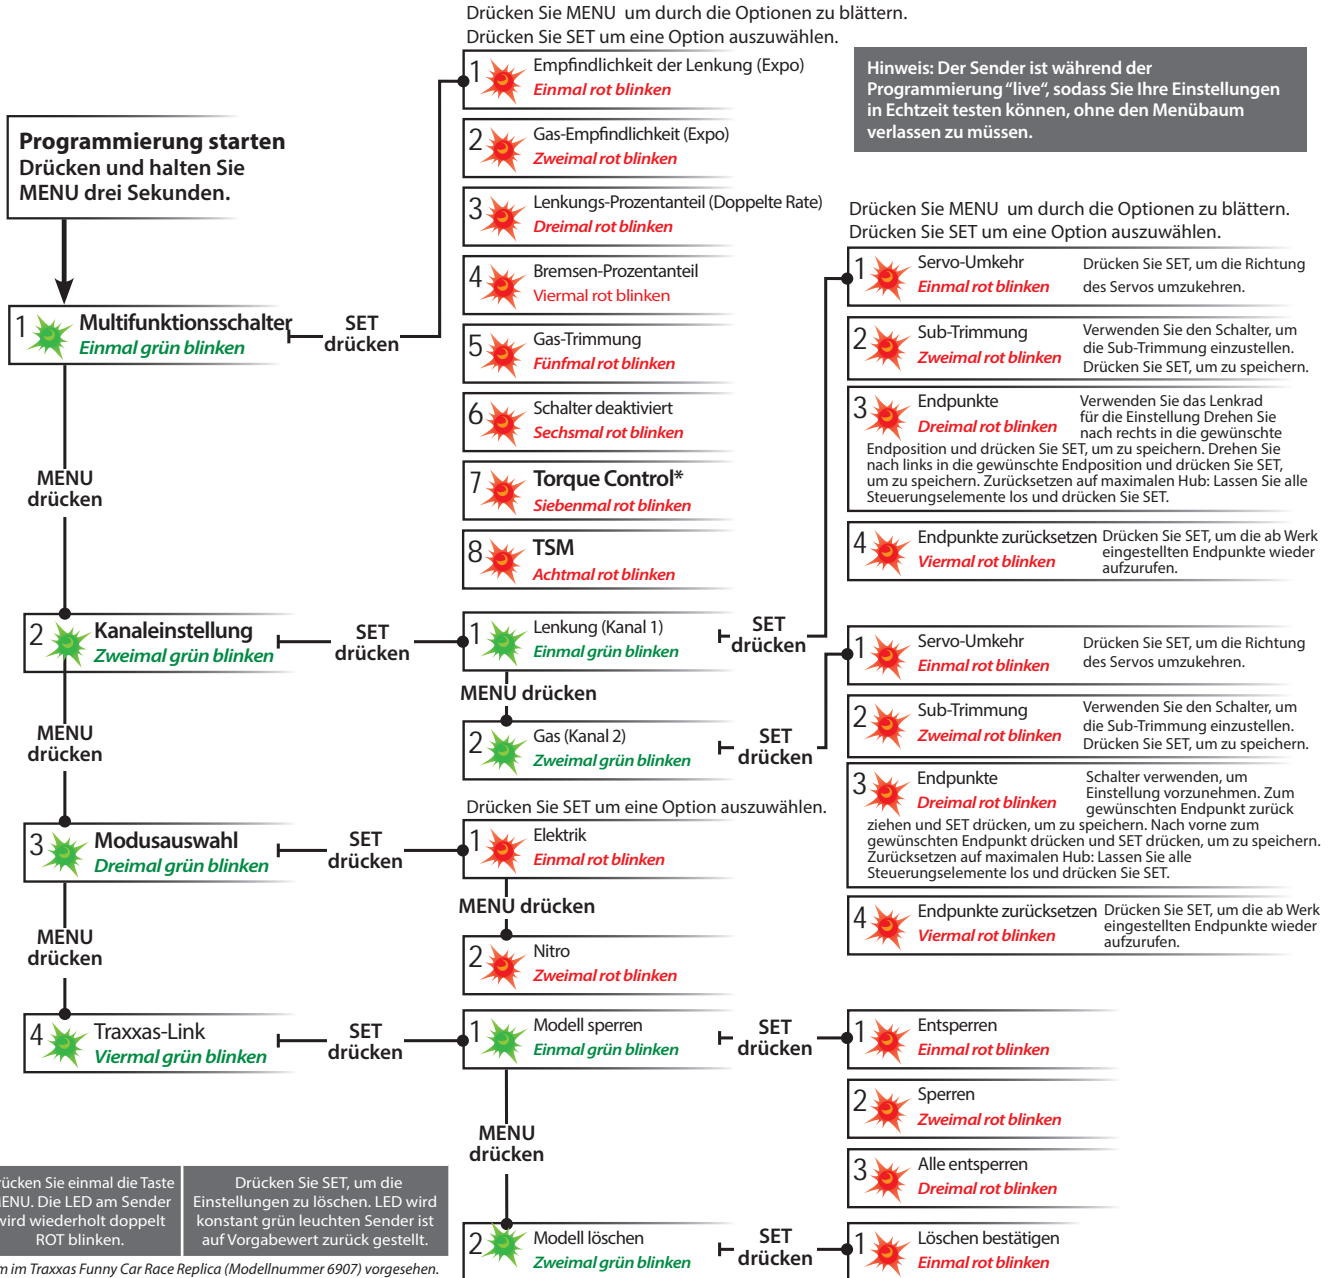 Drücken Sie MENU um durch die Optionen zu blättern.
Drücken Sie SET um eine Option auszuwählen.
Hinweis: Der Sender ist während der
Programmierung "live", sodass Sie Ihre Einstellungen
in Echtzeit testen können, ohne den Menübaum
verlassen zu müssen.
Programmierung starten
Drücken und halten Sie
MENU drei Sekunden.
1 Multifunktionsschalter
Einmal grün blinken
SET
drücken
1 Empfindlichkeit der Lenkung (Expo)
Einmal rot blinken
2 Gas-Empfindlichkeit (Expo)
Zweimal rot blinken
3 Lenkungs-Prozentanteil (Doppelte Rate)
Dreimal rot blinken
4 Bremsen-Prozentanteil
Viermal rot blinken
5 Gas-Trimmung
Fünfmal rot blinken
6 Schalter deaktiviert
Sechsmal rot blinken
7 Torque Control*
Siebenmal rot blinken
8 TSM
Achtmal rot blinken
MENU
drücken
2 Kanaleinstellung
Zweimal grün blinken
SET
drücken
1 Lenkung (Kanal 1)
Einmal grün blinken
SET
drücken
Drücken Sie MENU um durch die Optionen zu blättern.
Drücken Sie SET um eine Option auszuwählen.
1 Servo-Umkehr
Einmal rot blinken
Drücken Sie SET, um die Richtung
des Servos umzukehren.
2 Sub-Trimmung
Zweimal rot blinken
Verwenden Sie den Schalter, um
die Sub-Trimmung einzustellen.
Drücken Sie SET, um zu speichern.
3 Endpunkte
Dreimal rot blinken
Verwenden Sie das Lenkrad
für die Einstellung Drehen Sie
nach rechts in die gewünschte
Endposition und drücken Sie SET, um zu speichern. Drehen Sie
nach links in die gewünschte Endposition und drücken Sie SET,
um zu speichern. Zurücksetzen auf maximalen Hub: Lassen Sie alle
Steuerungselemente los und drücken Sie SET.
4 Endpunkte zurücksetzen
Viermal rot blinken
Drücken Sie SET, um die ab Werk
eingestellten Endpunkte wieder
aufzurufen.
MENU drücken
2 Gas (Kanal 2)
Zweimal grün blinken
SET
drücken
1 Servo-Umkehr
Einmal rot blinken
Drücken Sie SET, um die Richtung
des Servos umzukehren.
2 Sub-Trimmung
Zweimal rot blinken
Verwenden Sie den Schalter, um
die Sub-Trimmung einzustellen.
Drücken Sie SET, um zu speichern.
3 Endpunkte
Dreimal rot blinken
Schalter verwenden, um
Einstellung vorzunehmen. Zum
gewünschten Endpunkt zurück
ziehen und SET drücken, um zu speichern. Nach vorne zum
gewünschten Endpunkt drücken und SET drücken, um zu speichern.
Zurücksetzen auf maximalen Hub: Lassen Sie alle
Steuerungselemente los und drücken Sie SET.
4 Endpunkte zurücksetzen
Viermal rot blinken
Drücken Sie SET, um die ab Werk
eingestellten Endpunkte wieder
aufzurufen.
MENU
drücken
3 Modusauswahl
Dreimal grün blinken
SET
drücken
Drücken Sie SET um eine Option auszuwählen.
1 Elektrik
Einmal rot blinken
MENU drücken
2 Nitro
Zweimal rot blinken
MENU
drücken
4 Traxxas-Link
Viermal grün blinken
SET
drücken
1 Modell sperren
Einmal grün blinken
SET
drücken
1 Entsperren
Einmal rot blinken
2 Sperren
Zweimal rot blinken
3 Alle entsperren
Dreimal rot blinken
MENU
drücken
2 Modell löschen
Zweimal grün blinken
SET
drücken
1 Löschen bestätigen
Einmal rot blinken
rücken Sie einmal die Taste
MENU. Die LED am Sender
wird wiederholt doppelt
ROT blinken.
Drücken Sie SET, um die
Einstellungen zu löschen. LED wird
konstant grün leuchten Sender ist
auf Vorgabewert zurück gestellt.
im Traxxas Funny Car Race Replica (Modellnummer 6907) vorgesehen.